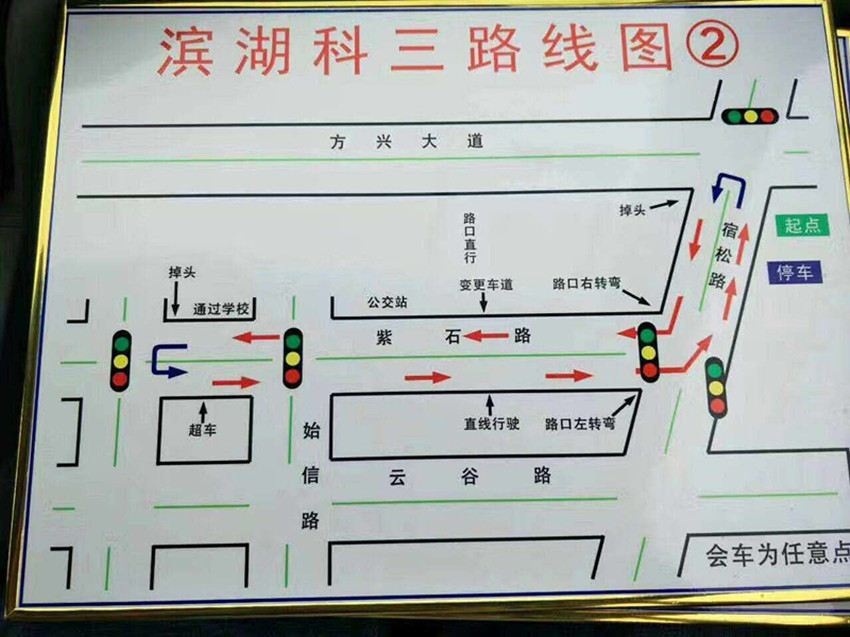 滨湖科三路线图②
方兴大道
掉头
路口直行
宿松路
起点
停车
掉头
通过学校
公交站
变更车道
路口右转弯
紫石路
超车
始信路
直线行驶
路口左转弯
云谷路
会车为任意点